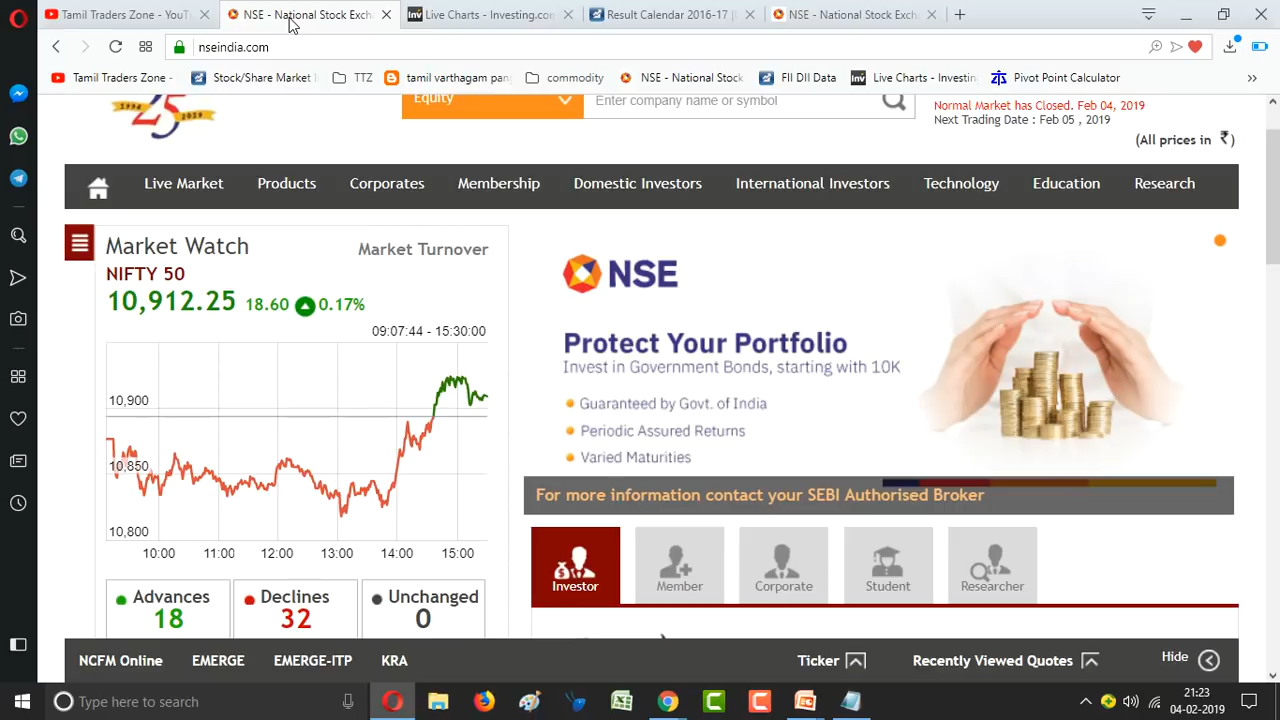 Tamil Traders Zone - YouT
NSE - National Stock Excha
Live Charts - Investing.com
Result Calendar 2016-17 |
NSE - National Stock Excha
nseindia.com
Tamil Traders Zone -
Stock/Share Market
TTZ
tamil varthagam pan
commodity
NSE - National Stock
FII DII Data
Live Charts - Investin
Pivot Point Calculator
1994 25 2019
Equity
Enter company name or symbol
Normal Market has Closed. Feb 04, 2019
Next Trading Date : Feb 05 , 2019
(All prices in ₹)
Live Market
Products
Corporates
Membership
Domestic Investors
International Investors
Technology
Education
Research
Market Watch
Market Turnover
NIFTY 50
10,912.25 18.60 0.17%
09:07:44 - 15:30:00
10,900
10,850
10,800
10:00 11:00 12:00 13:00 14:00 15:00
Advances
18
Declines
32
Unchanged
0
NSE
Protect Your Portfolio
Invest in Government Bonds, starting with 10K
Guaranteed by Govt. of India
Periodic Assured Returns
Varied Maturities
For more information contact your SEBI Authorised Broker
Investor
Member
Corporate
Student
Researcher
NCFM Online
EMERGE
EMERGE-ITP
KRA
Ticker
Recently Viewed Quotes
Hide
Type here to search
21:23
04-02-2019